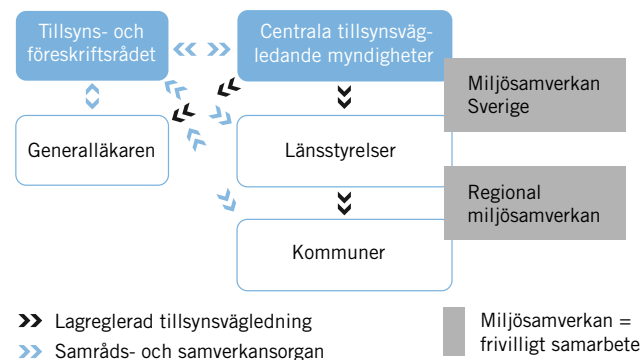 Tillsyns- och
föreskriftsrådet
Centrala tillsynsväg-
ledande myndigheter
Miljösamverkan
Sverige
Generalläkaren
Länsstyrelser
Regional
miljösamverkan
Kommuner
Lagreglerad tillsynsvägledning
Samråds- och samverkansorgan
Miljösamverkan =
frivilligt samarbete